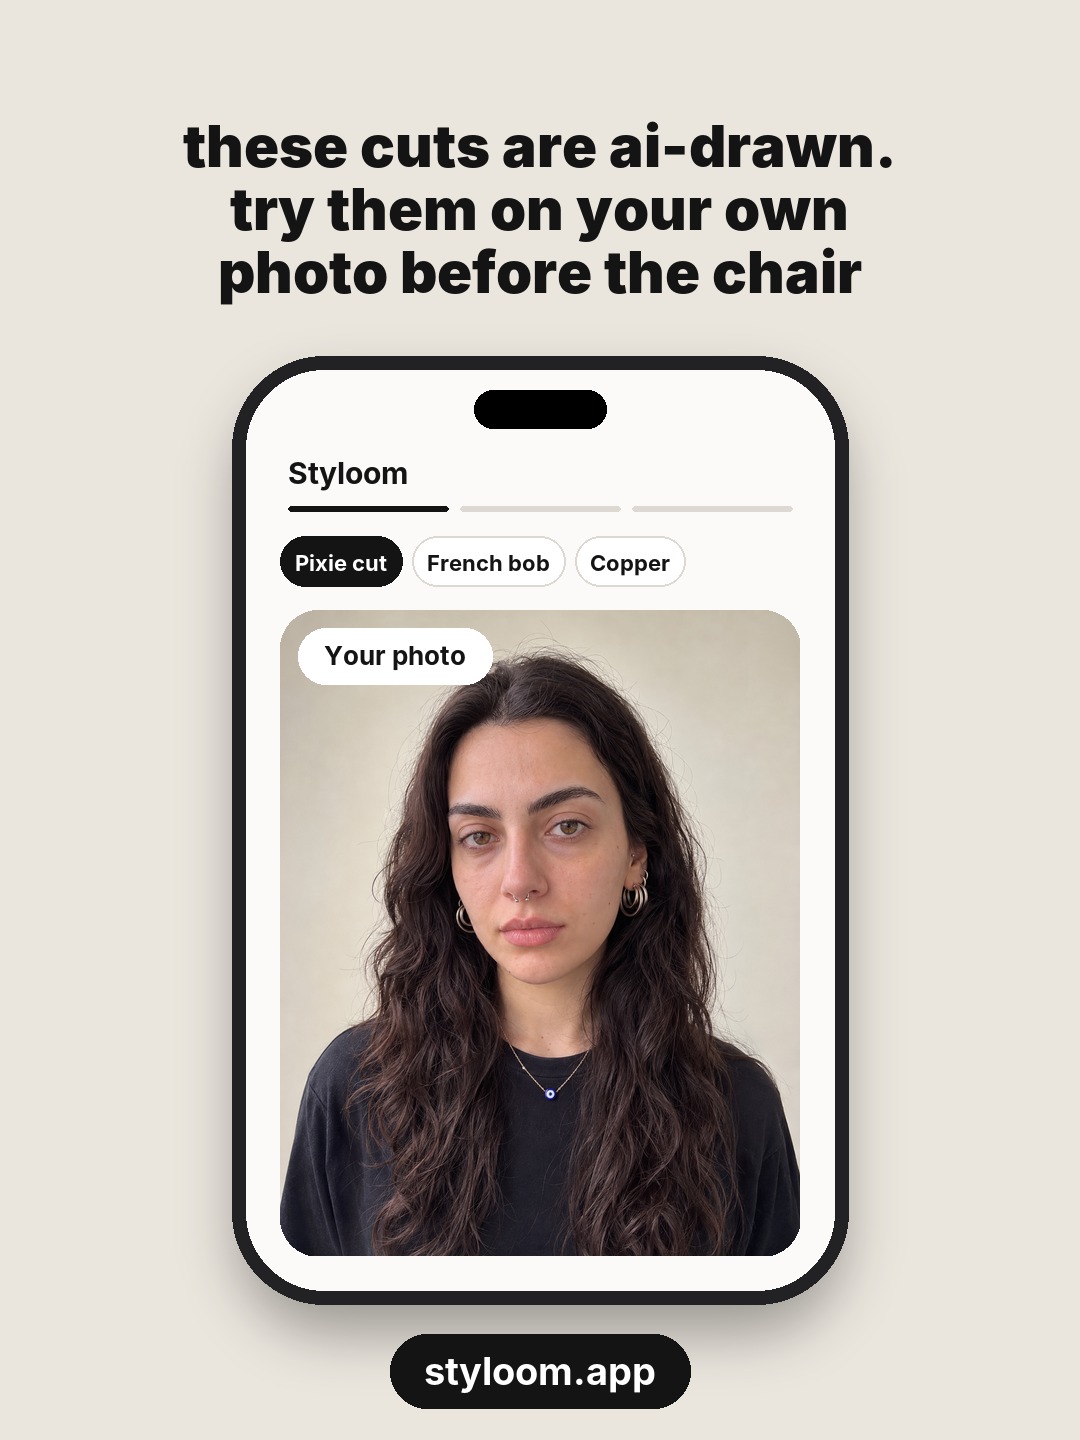 these cuts are ai-drawn.
try them on your own
photo before the chair
Styloom
Pixie cut
French bob
Copper
Your photo
styloom.app